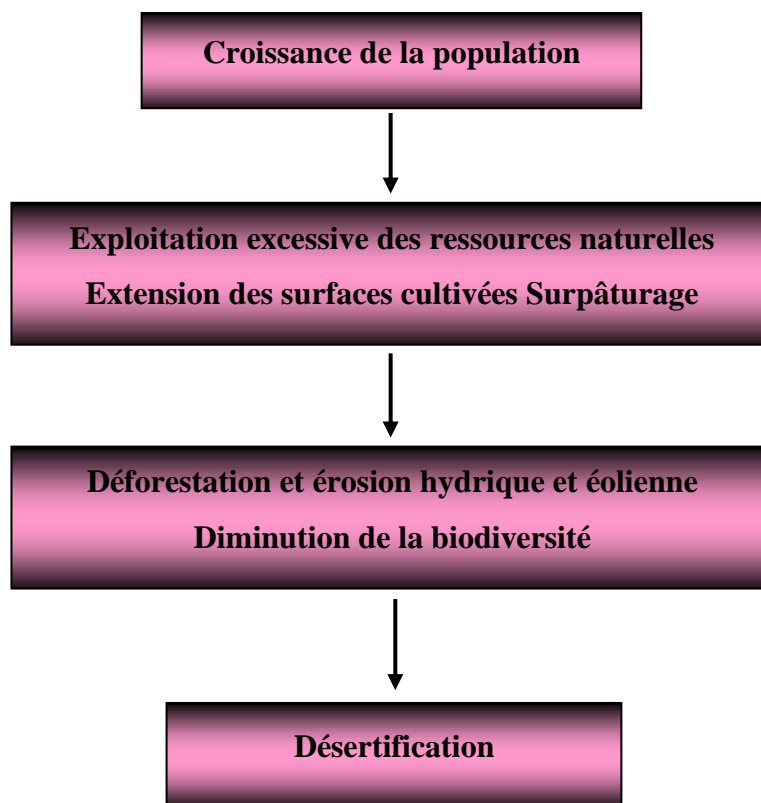 Croissance de la population
Exploitation excessive des ressources naturelles
Extension des surfaces cultivées Surpâturage
Déforestation et érosion hydrique et éolienne
Diminution de la biodiversité
Désertification